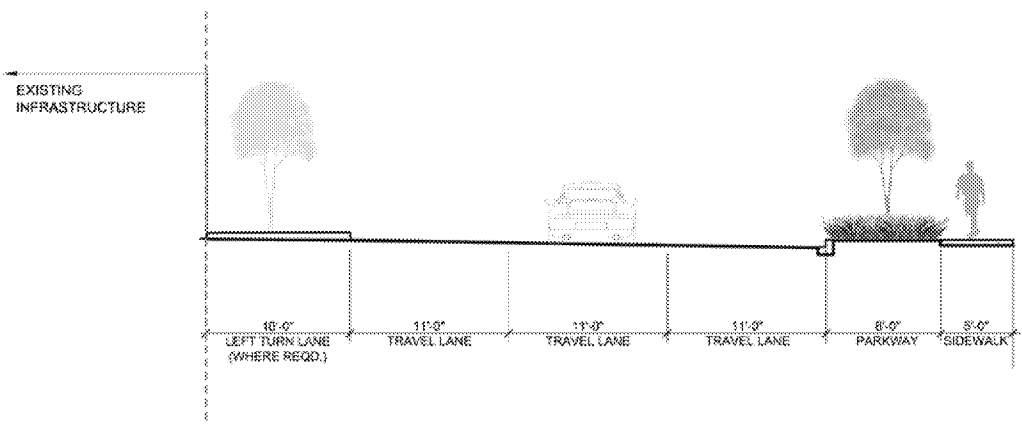 EXISTING
INFRASTRUCTURE
10'-0" 11'-0" 11'-0" 11'-0" 8'-0" 5'-0"
LEFT TURN LANE TRAVEL LANE TRAVEL LANE TRAVEL LANE PARKWAY SIDEWALK
(WHERE REQD.)